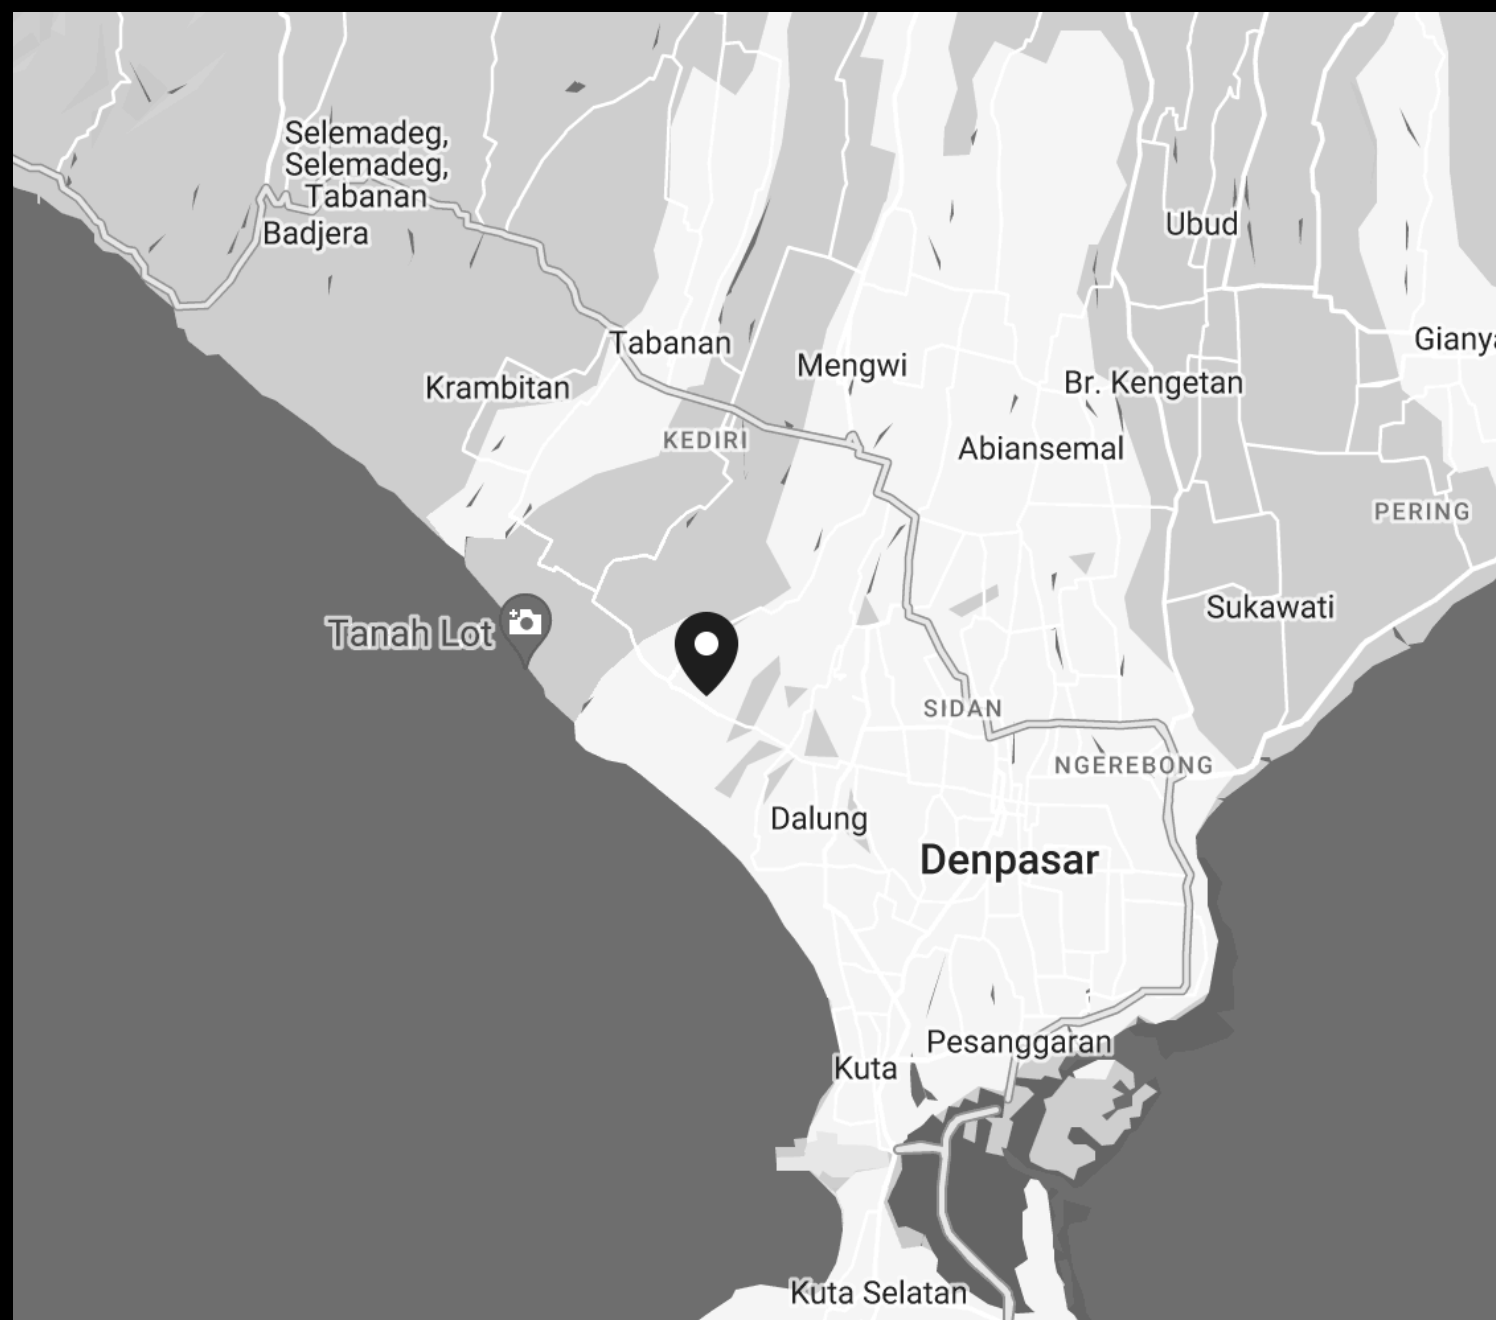 Selemadeg,
Selemadeg,
Tabanan
Badjera
Ubud
Tabanan
Mengwi
Gianya
Krambitan
Br. Kengetan
KEDIRI
Abiansemal
PERING
Sukawati
Tanah Lot
SIDAN
NGEREBONG
Dalung
Denpasar
Pesanggaran
Kuta
Kuta Selatan